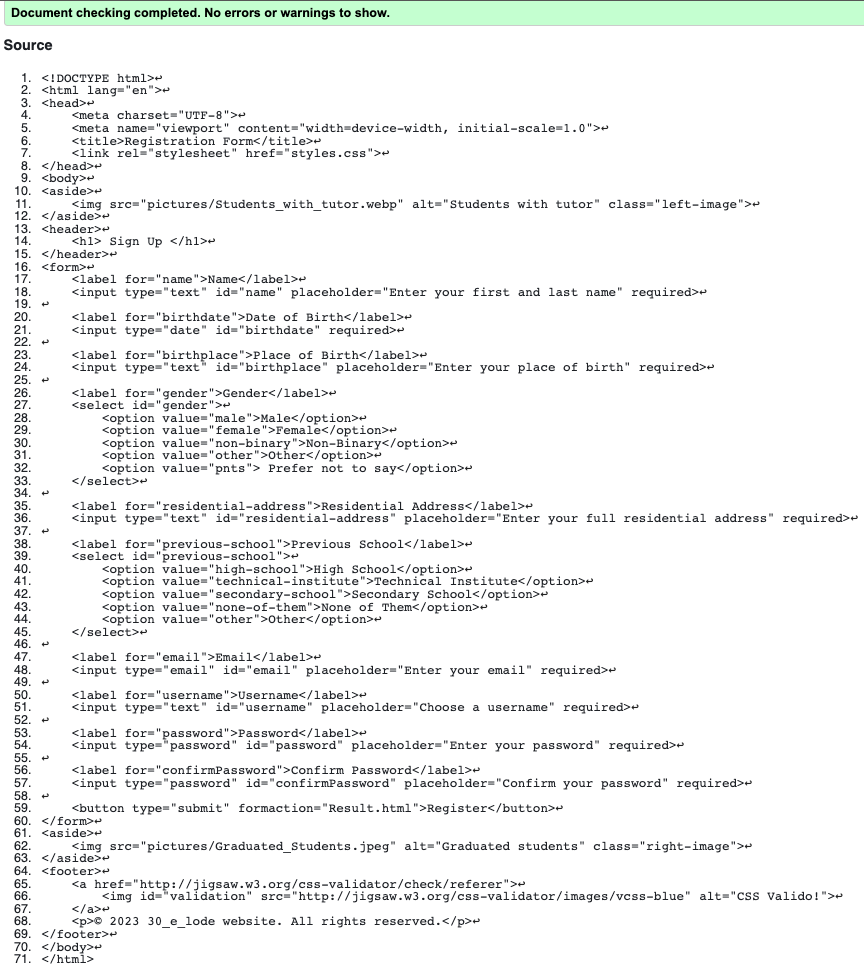 Document checking completed. No errors or warnings to show.
Source
1. <!DOCTYPE html>↩
2. <html lang="en">↩
3. <head>↩
4.     <meta charset="UTF-8">↩
5.     <meta name="viewport" content="width=device-width, initial-scale=1.0">↩
6.     <title>Registration Form</title>↩
7.     <link rel="stylesheet" href="styles.css">↩
8. </head>↩
9. <body>↩
10. <aside>↩
11.     <img src="pictures/Students_with_tutor.webp" alt="Students with tutor" class="left-image">↩
12. </aside>↩
13. <header>↩
14.     <h1> Sign Up </h1>↩
15. </header>↩
16. <form>↩
17.     <label for="name">Name</label>↩
18.     <input type="text" id="name" placeholder="Enter your first and last name" required>↩
19. ↩
20.     <label for="birthdate">Date of Birth</label>↩
21.     <input type="date" id="birthdate" required>↩
22. ↩
23.     <label for="birthplace">Place of Birth</label>↩
24.     <input type="text" id="birthplace" placeholder="Enter your place of birth" required>↩
25. ↩
26.     <label for="gender">Gender</label>↩
27.     <select id="gender">↩
28.         <option value="male">Male</option>↩
29.         <option value="female">Female</option>↩
30.         <option value="non-binary">Non-Binary</option>↩
31.         <option value="other">Other</option>↩
32.         <option value="pnts"> Prefer not to say</option>↩
33.     </select>↩
34. ↩
35.     <label for="residential-address">Residential Address</label>↩
36.     <input type="text" id="residential-address" placeholder="Enter your full residential address" required>↩
37. ↩
38.     <label for="previous-school">Previous School</label>↩
39.     <select id="previous-school">↩
40.         <option value="high-school">High School</option>↩
41.         <option value="technical-institute">Technical Institute</option>↩
42.         <option value="secondary-school">Secondary School</option>↩
43.         <option value="none-of-them">None of Them</option>↩
44.         <option value="other">Other</option>↩
45.     </select>↩
46. ↩
47.     <label for="email">Email</label>↩
48.     <input type="email" id="email" placeholder="Enter your email" required>↩
49. ↩
50.     <label for="username">Username</label>↩
51.     <input type="text" id="username" placeholder="Choose a username" required>↩
52. ↩
53.     <label for="password">Password</label>↩
54.     <input type="password" id="password" placeholder="Enter your password" required>↩
55. ↩
56.     <label for="confirmPassword">Confirm Password</label>↩
57.     <input type="password" id="confirmPassword" placeholder="Confirm your password" required>↩
58. ↩
59.     <button type="submit" formaction="Result.html">Register</button>↩
60. </form>↩
61. <aside>↩
62.     <img src="pictures/Graduated_Students.jpeg" alt="Graduated students" class="right-image">↩
63. </aside>↩
64. <footer>↩
65.     <a href="http://jigsaw.w3.org/css-validator/check/referer">↩
66.         <img id="validation" src="http://jigsaw.w3.org/css-validator/images/vcss-blue" alt="CSS Valido!">↩
67.     </a>↩
68.     <p>© 2023 30_e_lode website. All rights reserved.</p>↩
69. </footer>↩
70. </body>↩
71. </html>